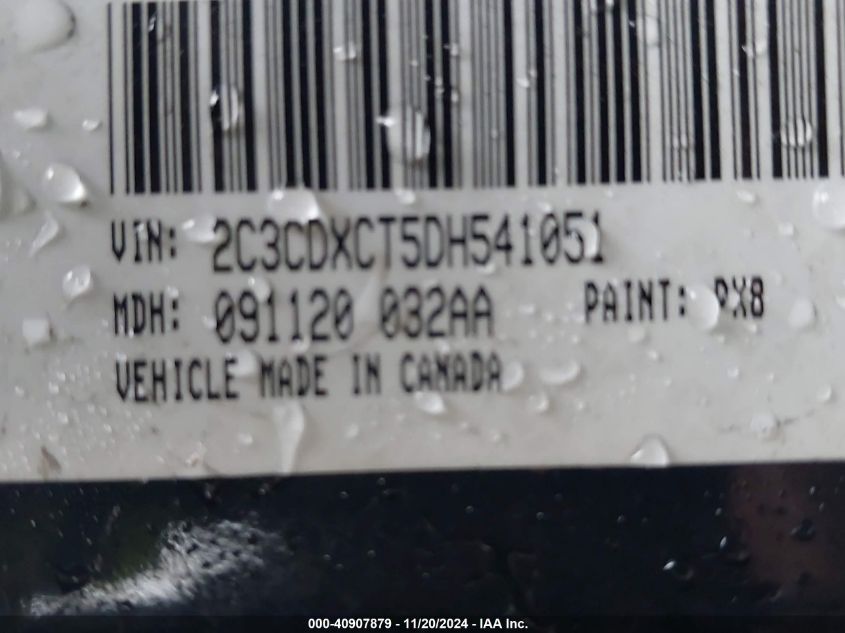 VIN: 2C3CDXCT5DH541051
MDH: 091120 032AA PAINT: PX8
VEHICLE MADE IN CANADA
000-40907879 - 11/20/2024 - IAA Inc.